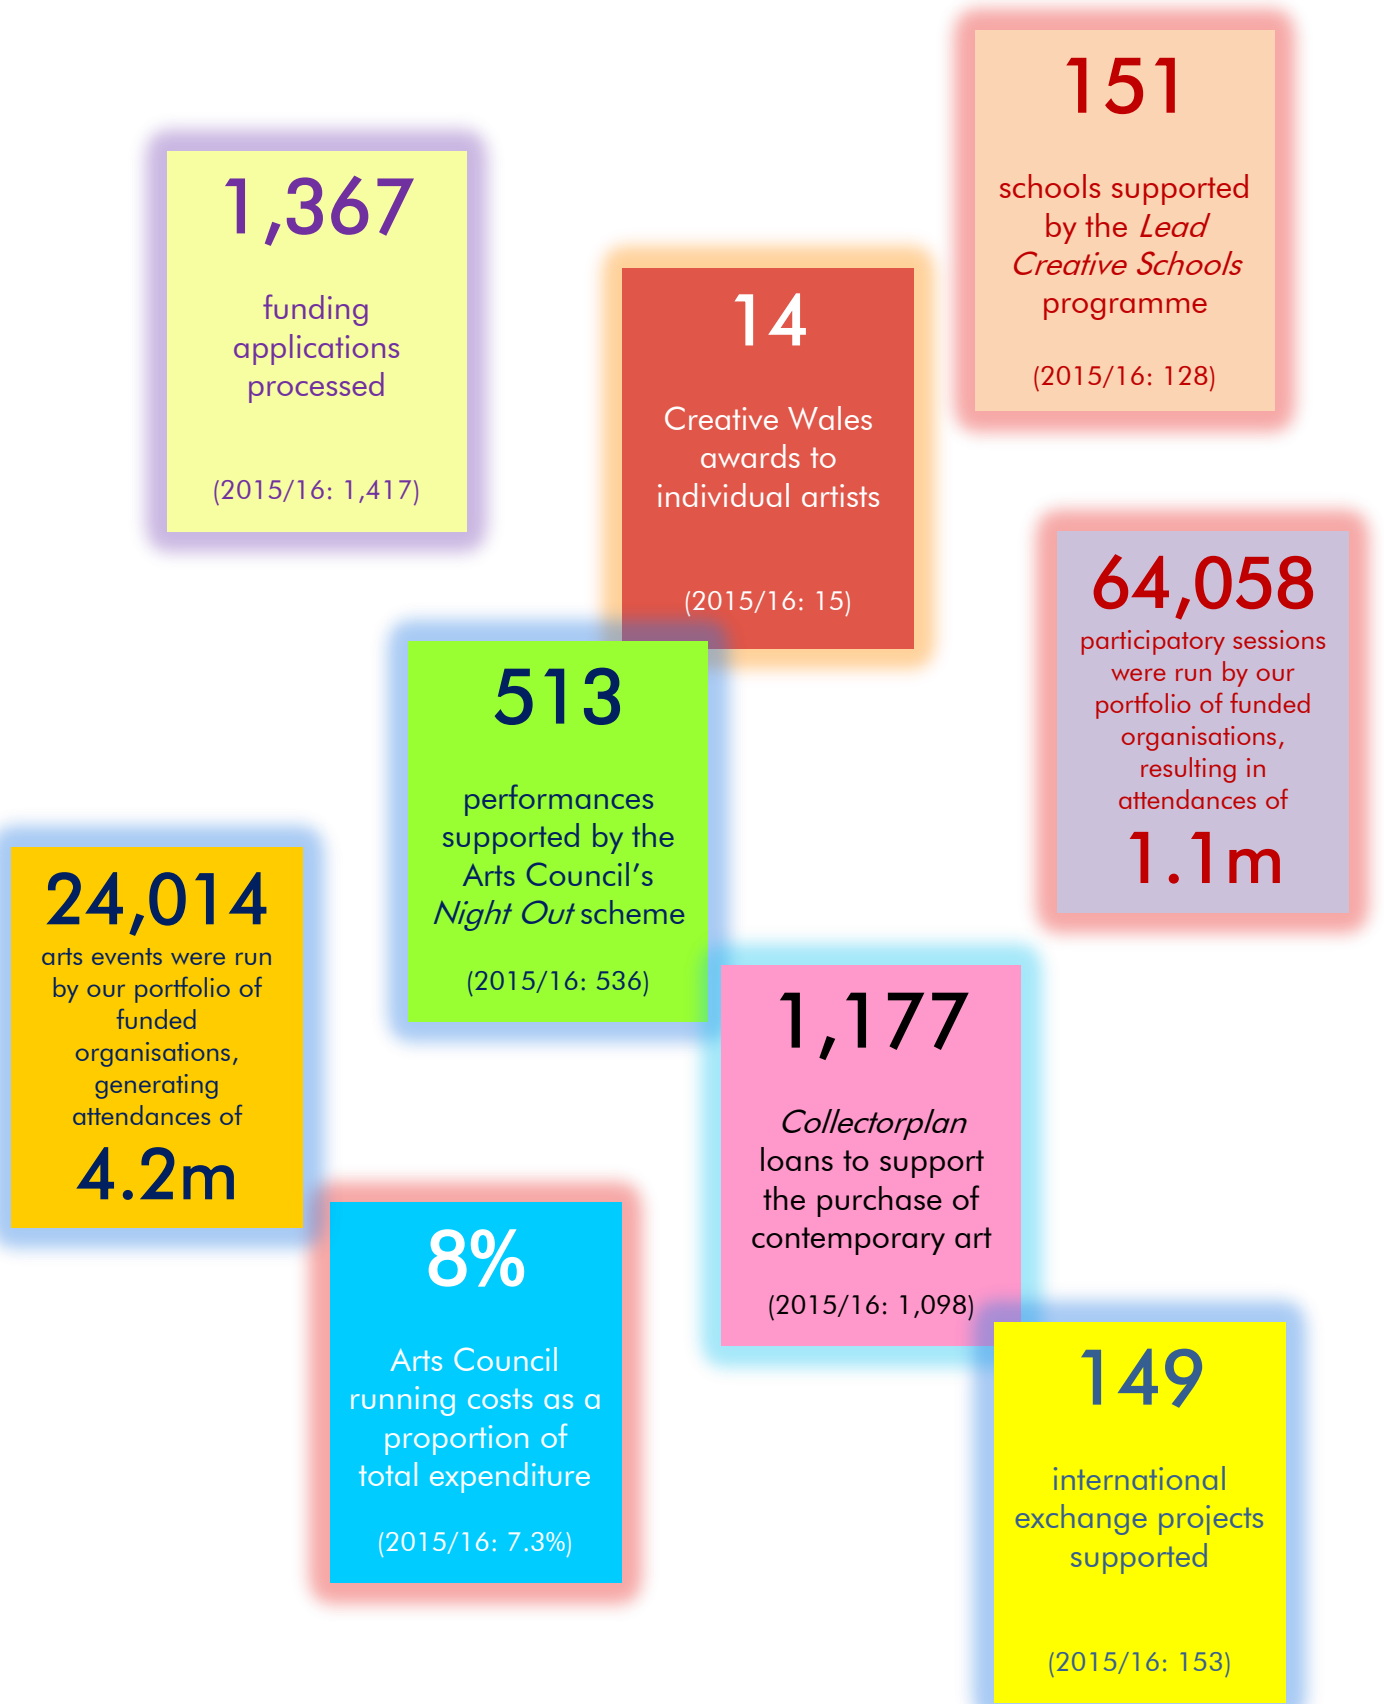 151
schools supported
by the Lead
Creative Schools
programme
(2015/16: 128)
1,367
funding
applications
processed
(2015/16: 1,417)
14
Creative Wales
awards to
individual artists
(2015/16: 15)
64,058
participatory sessions
were run by our
portfolio of funded
organisations,
resulting in
attendances of
1.1m
513
performances
supported by the
Arts Council’s
Night Out scheme
(2015/16: 536)
24,014
arts events were run
by our portfolio of
funded
organisations,
generating
attendances of
4.2m
1,177
Collectorplan
loans to support
the purchase of
contemporary art
(2015/16: 1,098)
8%
Arts Council
running costs as a
proportion of
total expenditure
(2015/16: 7.3%)
149
international
exchange projects
supported
(2015/16: 153)